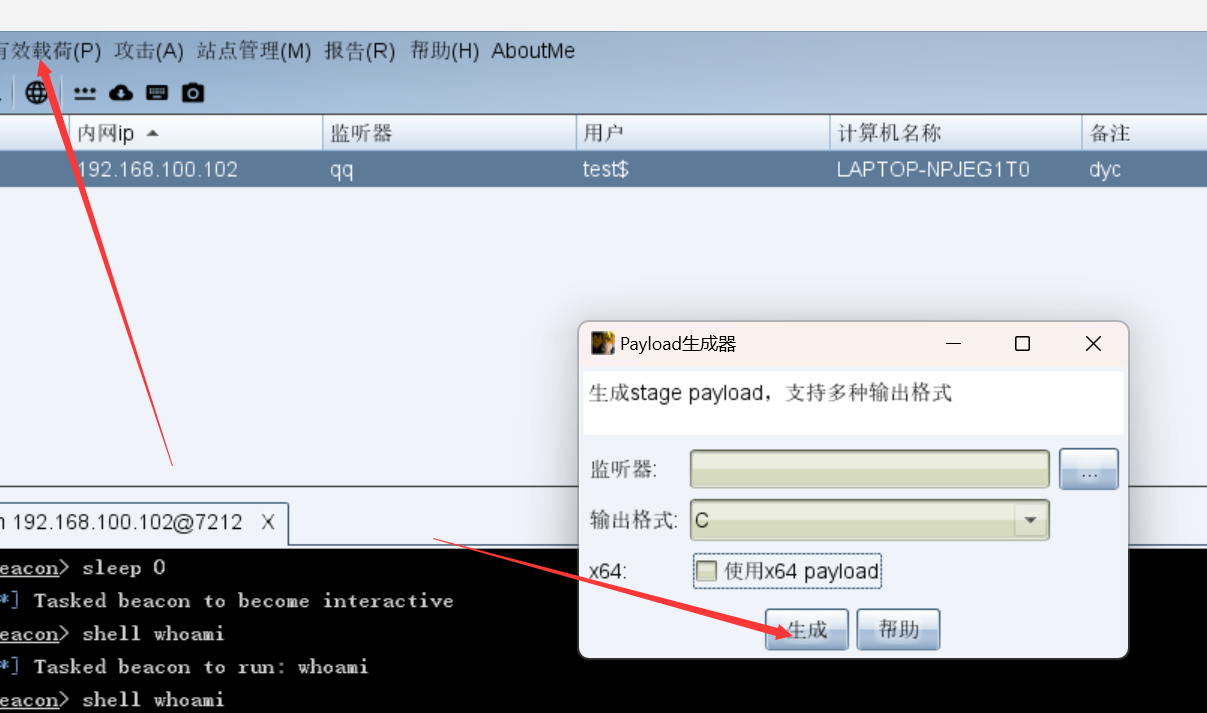 有效载荷(P) 攻击(A) 站点管理(M) 报告(R) 帮助(H) AboutMe
内网ip 监听器 用户 计算机名称 备注
192.168.100.102 qq test$ LAPTOP-NPJEG1T0 dyc
Payload生成器
生成stage payload，支持多种输出格式
监听器: ...
输出格式: C
x64: 使用x64 payload
生成 帮助
n 192.168.100.102@7212 X
eacon> sleep 0
*] Tasked beacon to become interactive
eacon> shell whoami
*] Tasked beacon to run: whoami
eacon> shell whoami